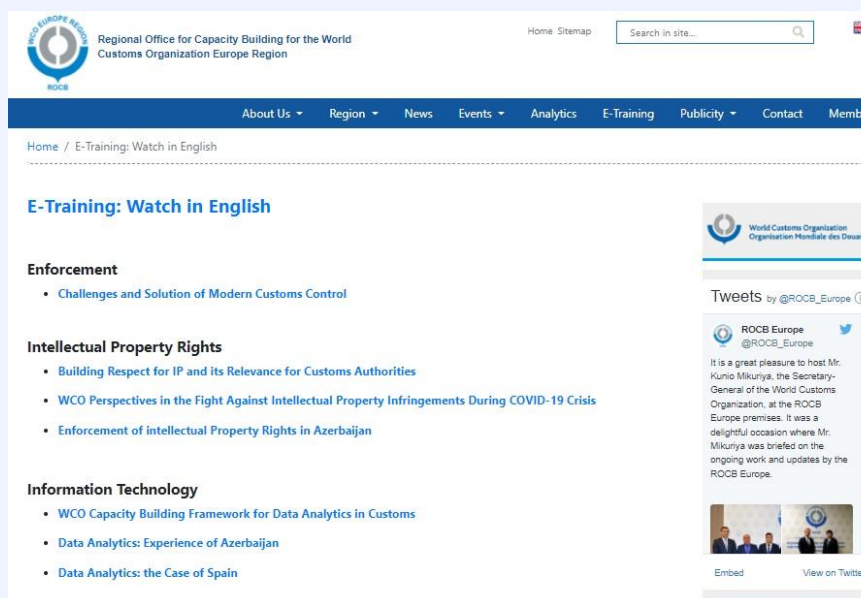 WCO EUROPE REGION
ROCB
Regional Office for Capacity Building for the World
Customs Organization Europe Region
Home Sitemap
Search in site...
About Us Region News Events Analytics E-Training Publicity Contact Memb
Home / E-Training: Watch in English
E-Training: Watch in English
Enforcement
• Challenges and Solution of Modern Customs Control
Intellectual Property Rights
• Building Respect for IP and its Relevance for Customs Authorities
• WCO Perspectives in the Fight Against Intellectual Property Infringements During COVID-19 Crisis
• Enforcement of intellectual Property Rights in Azerbaijan
Information Technology
• WCO Capacity Building Framework for Data Analytics in Customs
• Data Analytics: Experience of Azerbaijan
• Data Analytics: the Case of Spain
World Customs Organization
Organisation Mondiale des Douan
Tweets by @ROCB_Europe
ROCB Europe
@ROCB_Europe
It is a great pleasure to host Mr.
Kunio Mikuriya, the Secretary-
General of the World Customs
Organization, at the ROCB
Europe premises. It was a
delightful occasion where Mr.
Mikuriya was briefed on the
ongoing work and updates by the
ROCB Europe.
Embed View on Twitte